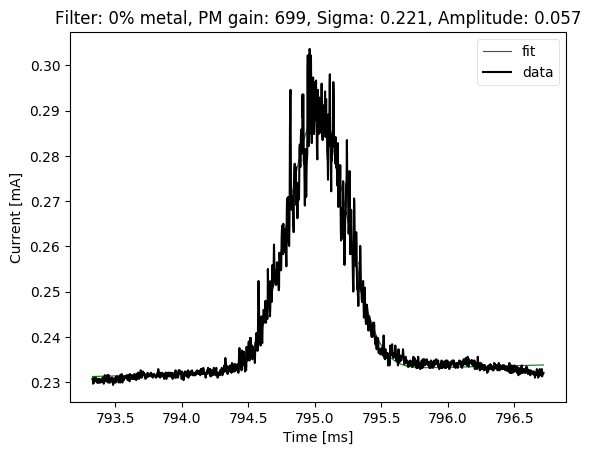 Filter: 0% metal, PM gain: 699, Sigma: 0.221, Amplitude: 0.057
fit
data
0.30
0.29
0.28
0.27
0.26
0.25
0.24
0.23
Current [mA]
793.5 794.0 794.5 795.0 795.5 796.0 796.5
Time [ms]